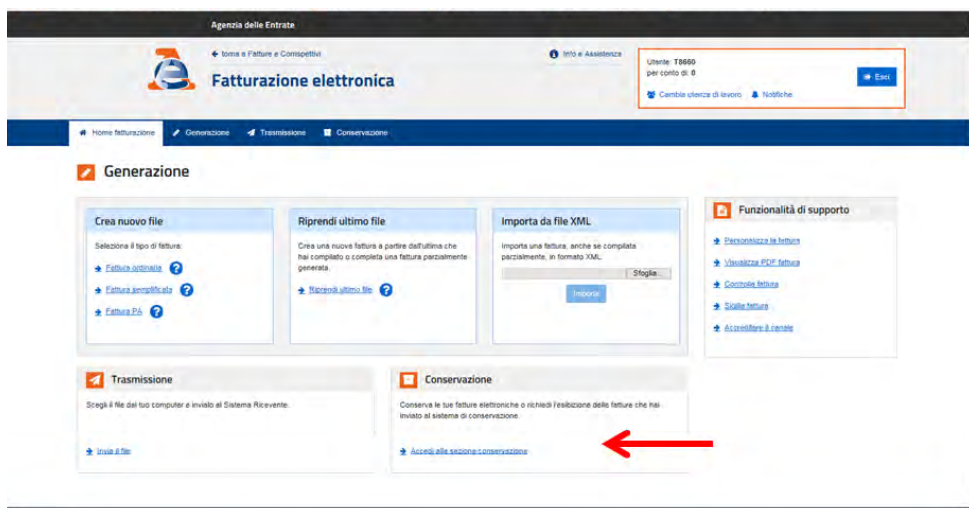 Agenzia delle Entrate
torna a Fatture e Corrispettivi
Info e Assistenza
Fatturazione elettronica
Utente: T8660
per conto di: 0
Esci
Cambia utenza di lavoro
Notifiche
Home fatturazione
Generazione
Trasmissione
Conservazione
Generazione
Crea nuovo file
Seleziona il tipo di fattura:
Fattura ordinaria ?
Fattura semplificata ?
Fattura PA ?
Riprendi ultimo file
Crea una nuova fattura a partire dall'ultima che
hai compilato o completa una fattura parzialmente
generata.
Riprendi ultimo file ?
Importa da file XML
Importa una fattura, anche se compilata
parzialmente, in formato XML:
Sfoglia...
Importa
Funzionalità di supporto
Personalizza la fattura
Visualizza PDF fattura
Controlla fattura
Sigilla fattura
Accreditare il canale
Trasmissione
Scegli il file dal tuo computer e invialo al Sistema Ricevente.
Invia il file
Conservazione
Conserva le tue fatture elettroniche o richiedi l'esibizione delle fatture che hai
inviato al sistema di conservazione.
Accedi alla sezione conservazione